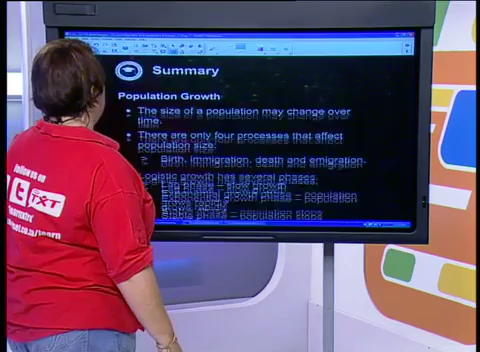 Summary
Population Growth
The size of a population may change over
time.
There are only four processes that affect
population size:
Birth, Immigration, death and emigration.
Logistic growth has several phases:
Lag phase = slow growth
Exponential growth phase = population
Stable phase = population stops
follow us on